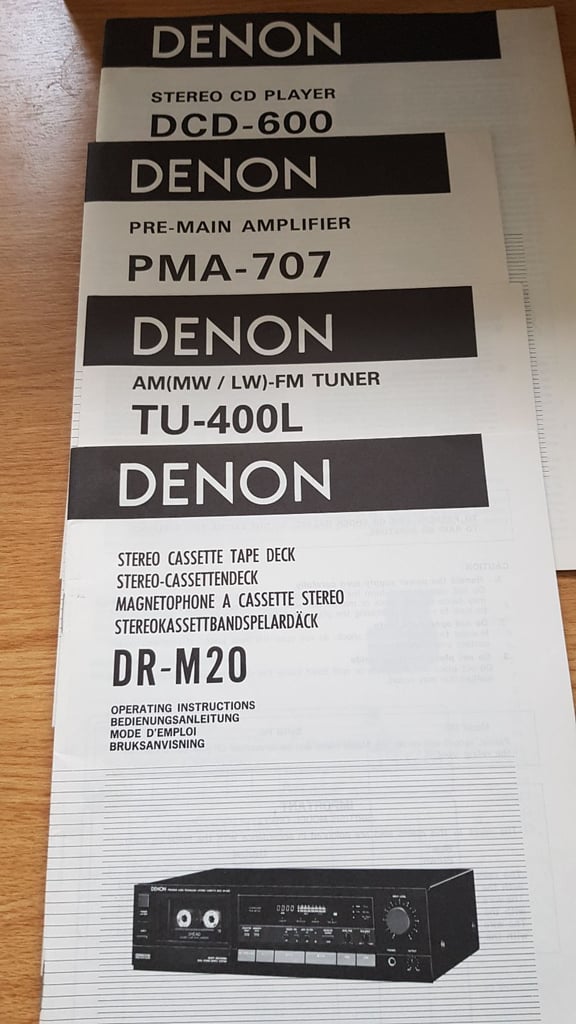 DENON
STEREO CD PLAYER
DCD-600
DENON
PRE-MAIN AMPLIFIER
PMA-707
DENON
AM(MW / LW)-FM TUNER
TU-400L
DENON
STEREO CASSETTE TAPE DECK
STEREO-CASSETTENDECK
MAGNETOPHONE A CASSETTE STEREO
STEREOKASSETTBANDSPELARDÄCK
DR-M20
OPERATING INSTRUCTIONS
BEDIENUNGSANLEITUNG
MODE D'EMPLOI
BRUKSANVISNING
DENON